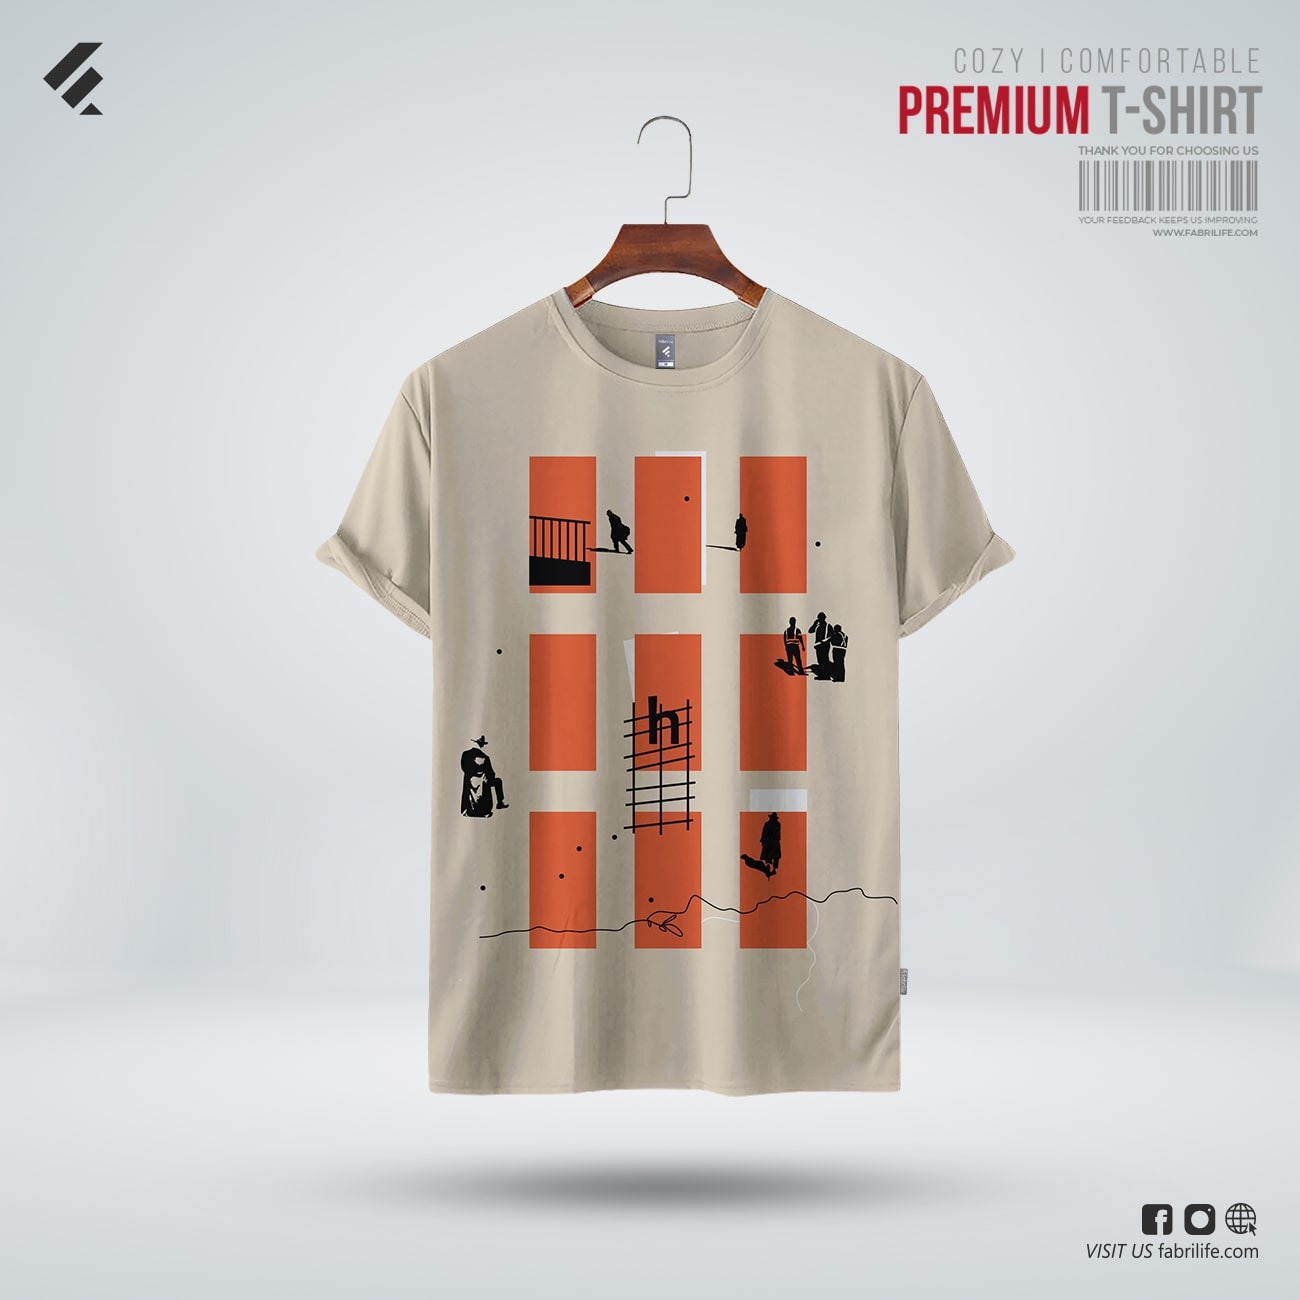 COZY I COMFORTABLE
PREMIUM T-SHIRT
THANK YOU FOR CHOOSING US
YOUR FEEDBACK KEEPS US IMPROVING
WWW.FABRILIFE.COM
h
VISIT US fabrilife.com